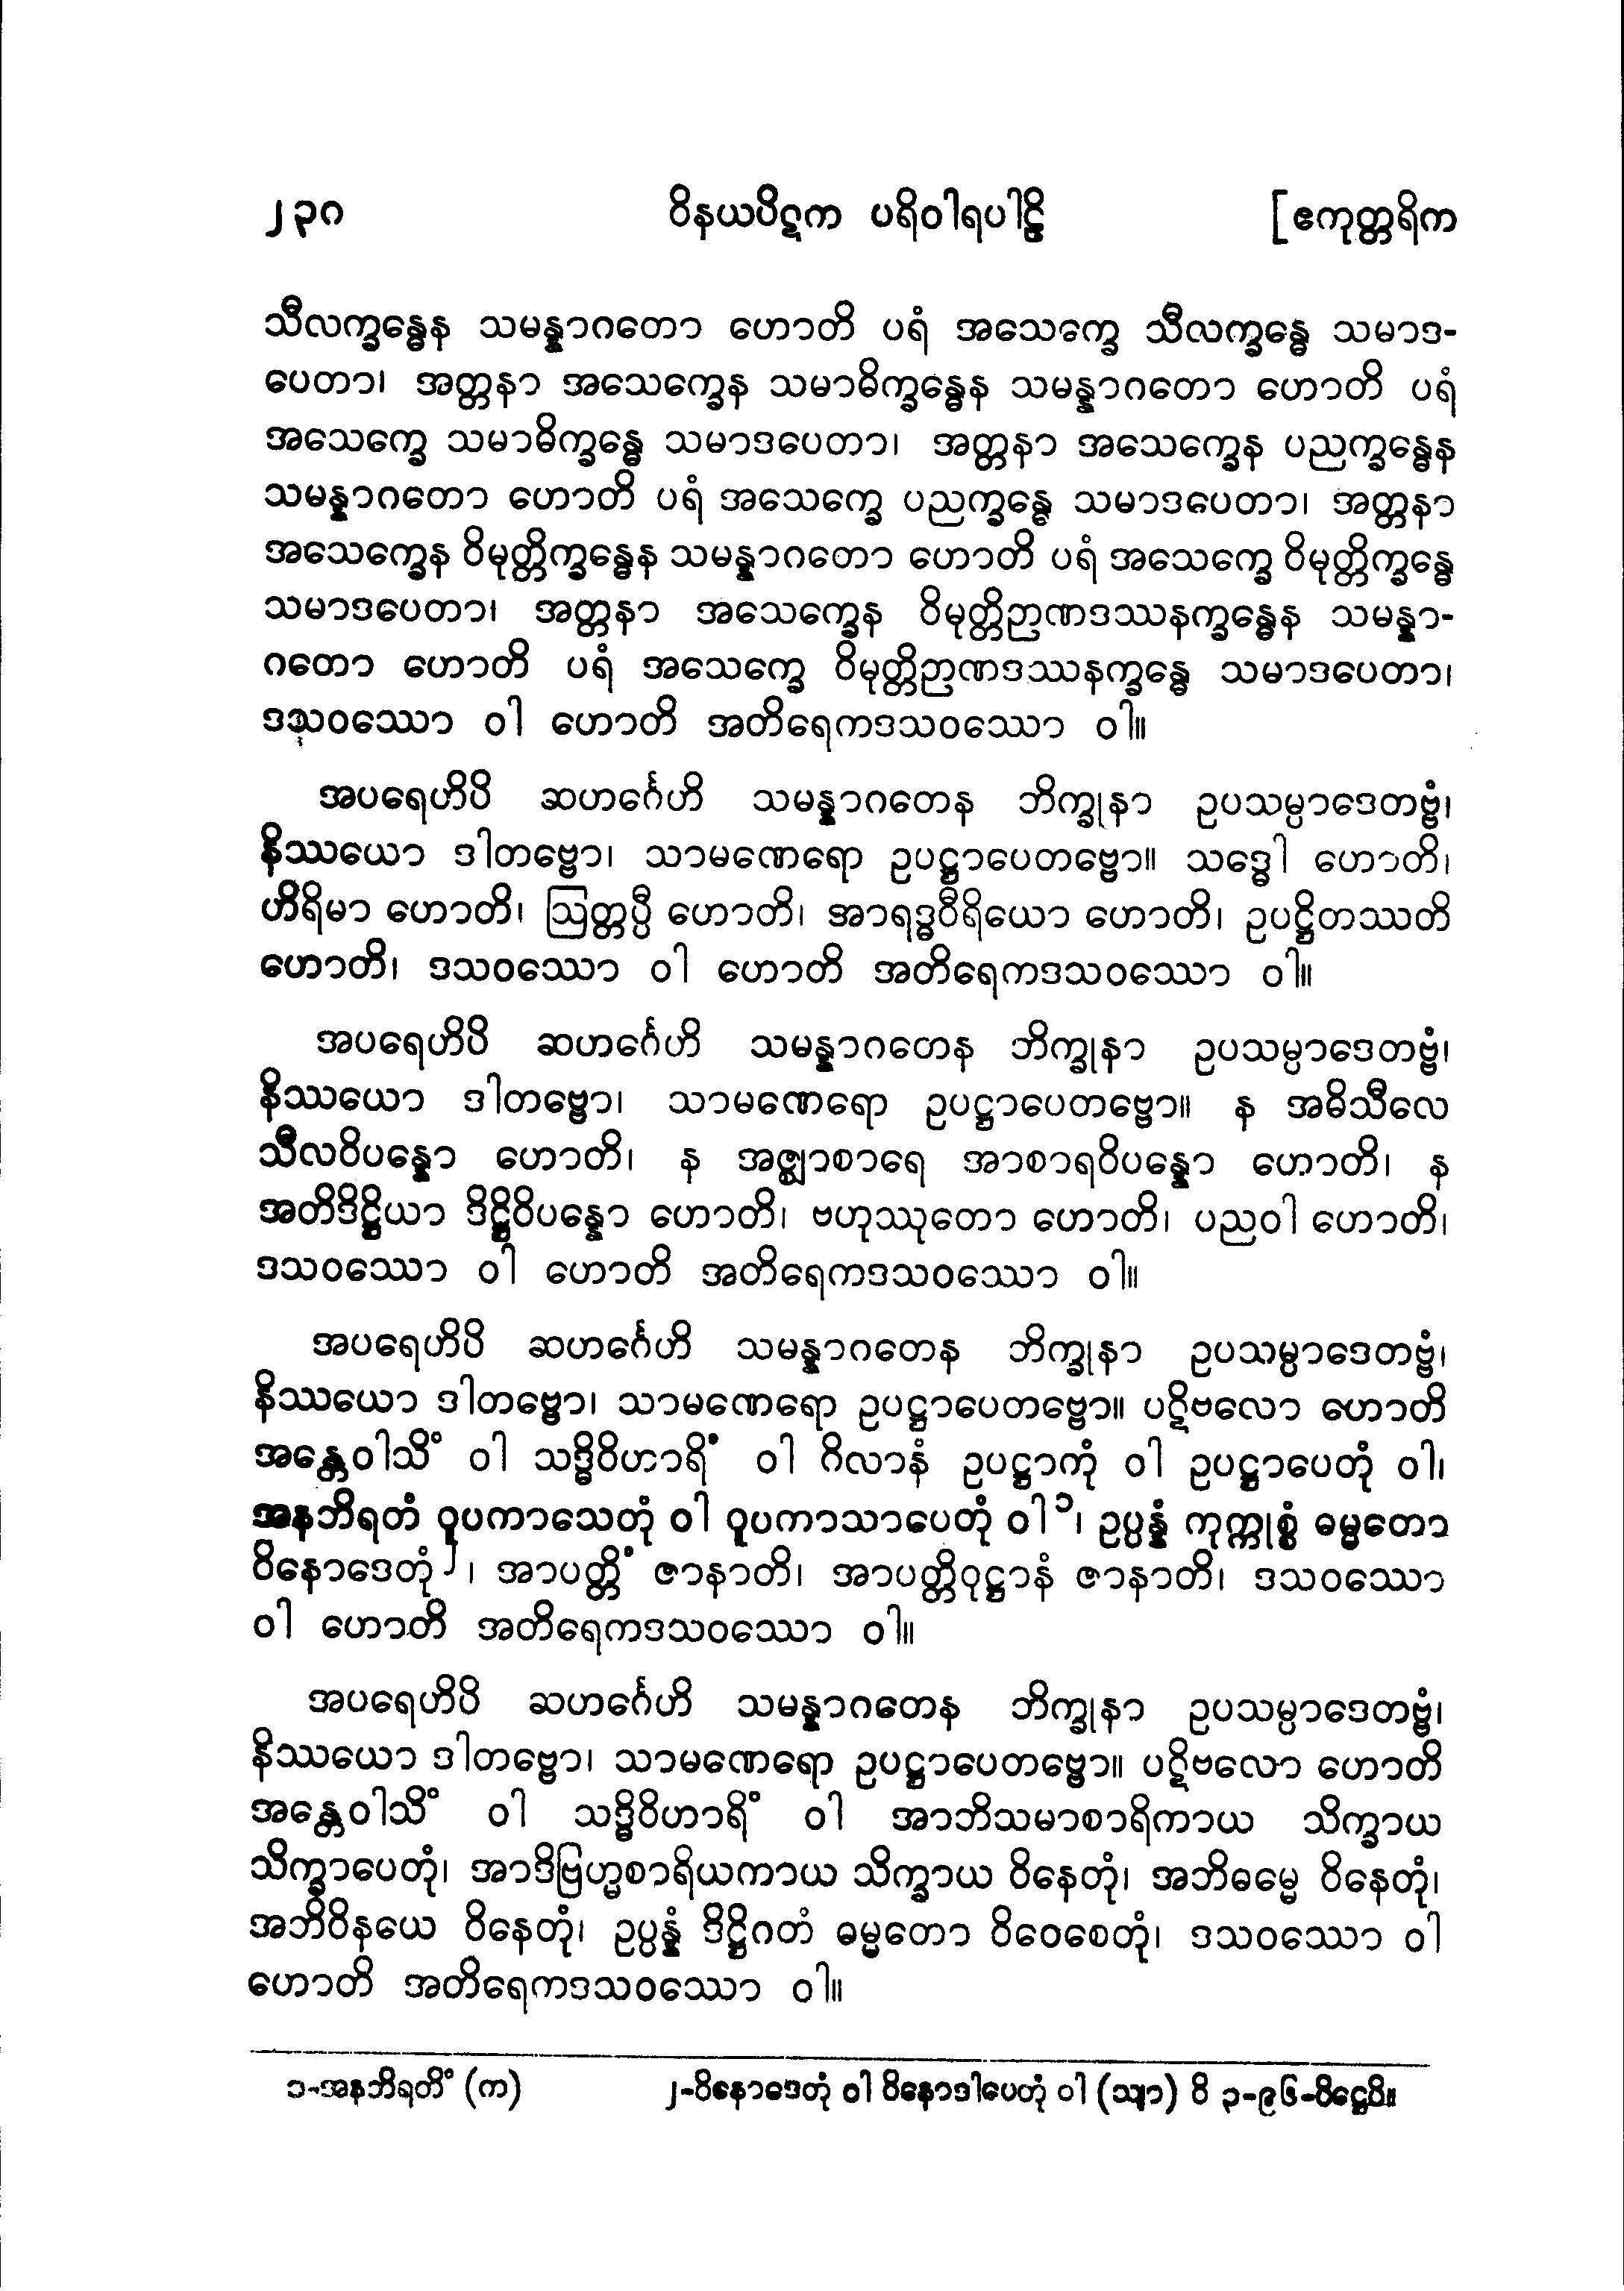 ၂၃၈ ဝိနယပိဋက ပရိဝါရပါဠိ [ဧကုတ္တရိက
သီလက္ခန္ဓေန သမန္နာဂတော ဟောတိ ပရံ အသေက္ခေ သီလက္ခန္ဓေ သမာဒ-
ပေတာ၊ အတ္တနာ အသေက္ခေန သမာဓိက္ခန္ဓေန သမန္နာဂတော ဟောတိ ပရံ
အသေက္ခေ သမာဓိက္ခန္ဓေ သမာဒပေတာ၊ အတ္တနာ အသေက္ခေန ပညက္ခန္ဓေန
သမန္နာဂတော ဟောတိ ပရံ အသေက္ခေ ပညက္ခန္ဓေ သမာဒပေတာ၊ အတ္တနာ
အသေက္ခေန ဝိမုတ္တိက္ခန္ဓေန သမန္နာဂတော ဟောတိ ပရံ အသေက္ခေ ဝိမုတ္တိက္ခန္ဓေ
သမာဒပေတာ၊ အတ္တနာ အသေက္ခေန ဝိမုတ္တိဉာဏဒဿနက္ခန္ဓေန သမန္နာ-
ဂတော ဟောတိ ပရံ အသေက္ခေ ဝိမုတ္တိဉာဏဒဿနက္ခန္ဓေ သမာဒပေတာ၊
ဒသဝဿော ဝါ ဟောတိ အတိရေကဒသဝဿော ဝါ။
အပရေဟိပိ ဆဟင်္ဂေဟိ သမန္နာဂတေန ဘိက္ခုနာ ဥပသမ္ပာဒေတဗ္ဗံ၊
နိဿယော ဒါတဗ္ဗော၊ သာမဏေရော ဥပဋ္ဌာပေတဗ္ဗော။ သဒ္ဓေါ ဟောတိ၊
ဟိရိမာ ဟောတိ၊ ဩတ္တပ္ပီ ဟောတိ၊ အာရဒ္ဓဝီရိယော ဟောတိ၊ ဥပဋ္ဌိတဿတိ
ဟောတိ၊ ဒသဝဿော ဝါ ဟောတိ အတိရေကဒသဝဿော ဝါ။
အပရေဟိပိ ဆဟင်္ဂေဟိ သမန္နာဂတေန ဘိက္ခုနာ ဥပသမ္ပာဒေတဗ္ဗံ၊
နိဿယော ဒါတဗ္ဗော၊ သာမဏေရော ဥပဋ္ဌာပေတဗ္ဗော။ န အဓိသီလေ
သီလဝိပန္နော ဟောတိ၊ န အဇ္ဈာစာရေ အာစာရဝိပန္နော ဟောတိ၊ န
အတိဒိဋ္ဌိယာ ဒိဋ္ဌိဝိပန္နော ဟောတိ၊ ဗဟုဿုတော ဟောတိ၊ ပညဝါ ဟောတိ၊
ဒသဝဿော ဝါ ဟောတိ အတိရေကဒသဝဿော ဝါ။
အပရေဟိပိ ဆဟင်္ဂေဟိ သမန္နာဂတေန ဘိက္ခုနာ ဥပသမ္ပာဒေတဗ္ဗံ၊
နိဿယော ဒါတဗ္ဗော၊ သာမဏေရော ဥပဋ္ဌာပေတဗ္ဗော။ ပဋိဗလော ဟောတိ
အန္တေဝါသိံ ဝါ သဒ္ဓိဝိဟာရိံ ဝါ ဂိလာနံ ဥပဋ္ဌာကုံ ဝါ ဥပဋ္ဌာပေတုံ ဝါ၊
အနဘိရတံ ဝူပကာသေတုံ ဝါ ဝူပကာသာပေတုံ ဝါ ၁၊ ဥပ္ပန္နံ ကုက္ကုစ္စံ ဓမ္မတော
ဝိနောဒေတုံ ၂၊ အာပတ္တိံ ဇာနာတိ၊ အာပတ္တိဝုဋ္ဌာနံ ဇာနာတိ၊ ဒသဝဿော
ဝါ ဟောတိ အတိရေကဒသဝဿော ဝါ။
အပရေဟိပိ ဆဟင်္ဂေဟိ သမန္နာဂတေန ဘိက္ခုနာ ဥပသမ္ပာဒေတဗ္ဗံ၊
နိဿယော ဒါတဗ္ဗော၊ သာမဏေရော ဥပဋ္ဌာပေတဗ္ဗော။ ပဋိဗလော ဟောတိ
အန္တေဝါသိံ ဝါ သဒ္ဓိဝိဟာရိံ ဝါ အာဘိသမာစာရိကာယ သိက္ခာယ
သိက္ခာပေတုံ၊ အာဒိဗြဟ္မစာရိယကာယ သိက္ခာယ ဝိနေတုံ၊ အဘိဓမ္မေ ဝိနေတုံ၊
အဘိဝိနယေ ဝိနေတုံ၊ ဥပ္ပန္နံ ဒိဋ္ဌိဂတံ ဓမ္မတော ဝိဝေစေတုံ၊ ဒသဝဿော ဝါ
ဟောတိ အတိရေကဒသဝဿော ဝါ။
၁-အနဘိရတိံ (က) ၂-ဝိနောဒေတုံ ဝါ ဝိနောဒါပေတုံ ဝါ (သျာ) ဝိ ၃-၉၆-ပိဋ္ဌေပိ။